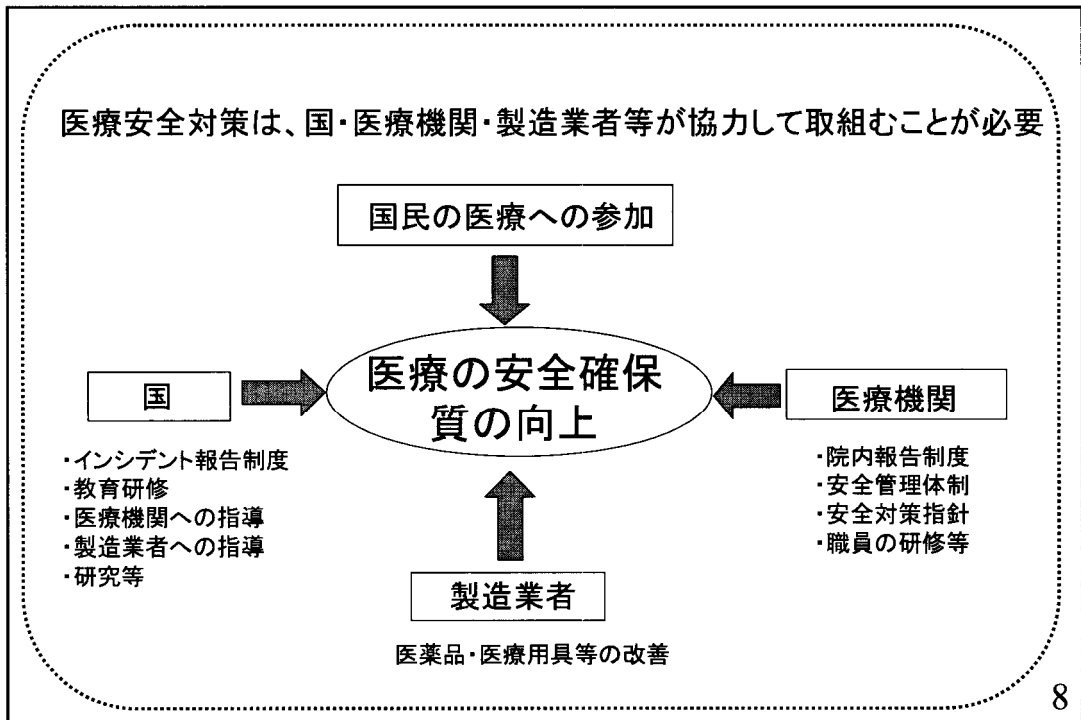 医療安全対策は、国・医療機関・製造業者等が協力して取組むことが必要
国民の医療への参加
医療の安全確保
質の向上
国
・インシデント報告制度
・教育研修
・医療機関への指導
・製造業者への指導
・研究等
医療機関
・院内報告制度
・安全管理体制
・安全対策指針
・職員の研修等
製造業者
医薬品・医療用具等の改善
8